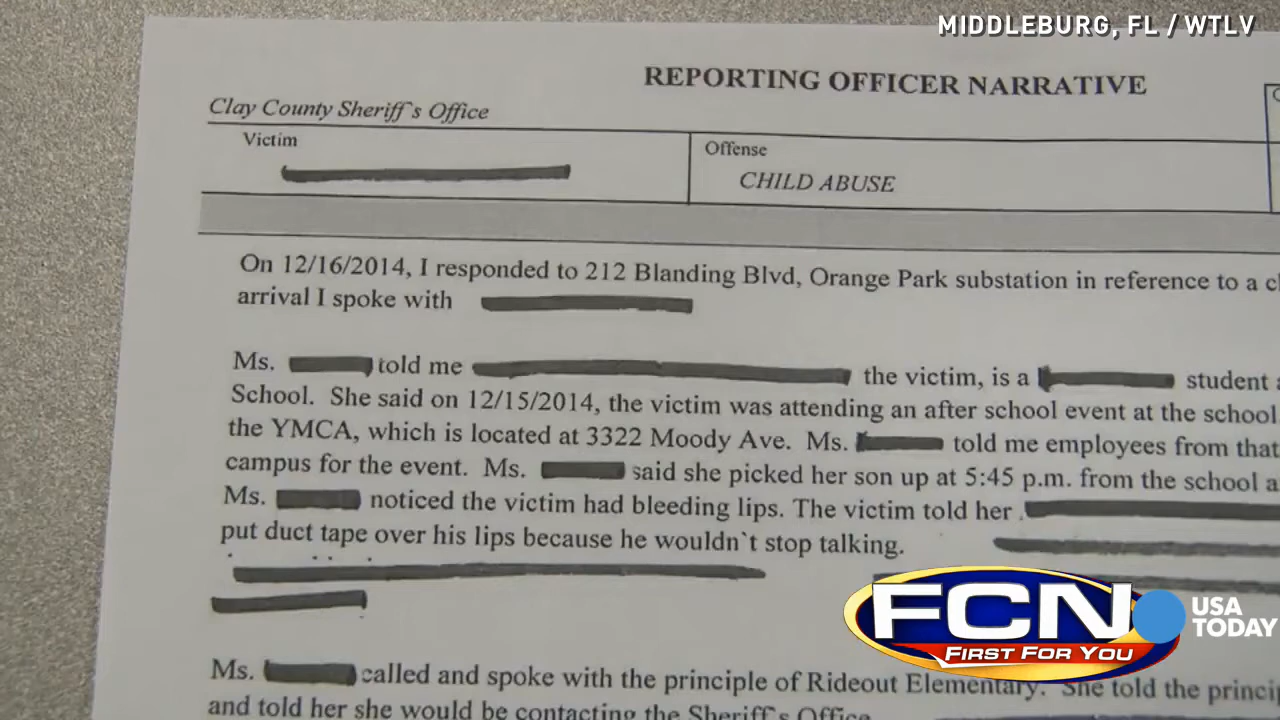 MIDDLEBURG, FL / WTLV
REPORTING OFFICER NARRATIVE
Clay County Sheriff's Office
Victim
Offense
CHILD ABUSE
On 12/16/2014, I responded to 212 Blanding Blvd, Orange Park substation in reference to a
arrival I spoke with
Ms. told me the victim, is a student
School. She said on 12/15/2014, the victim was attending an after school event at the school
the YMCA, which is located at 3322 Moody Ave. Ms. told me employees from that
campus for the event. Ms. said she picked her son up at 5:45 p.m. from the school
Ms. noticed the victim had bleeding lips. The victim told her
put duct tape over his lips because he wouldn`t stop talking.
Ms. called and spoke with the principle of Rideout Elementary. She told the
and told her she would be contacting the Sheriff's Office.
FCN
FIRST FOR YOU
USA
TODAY